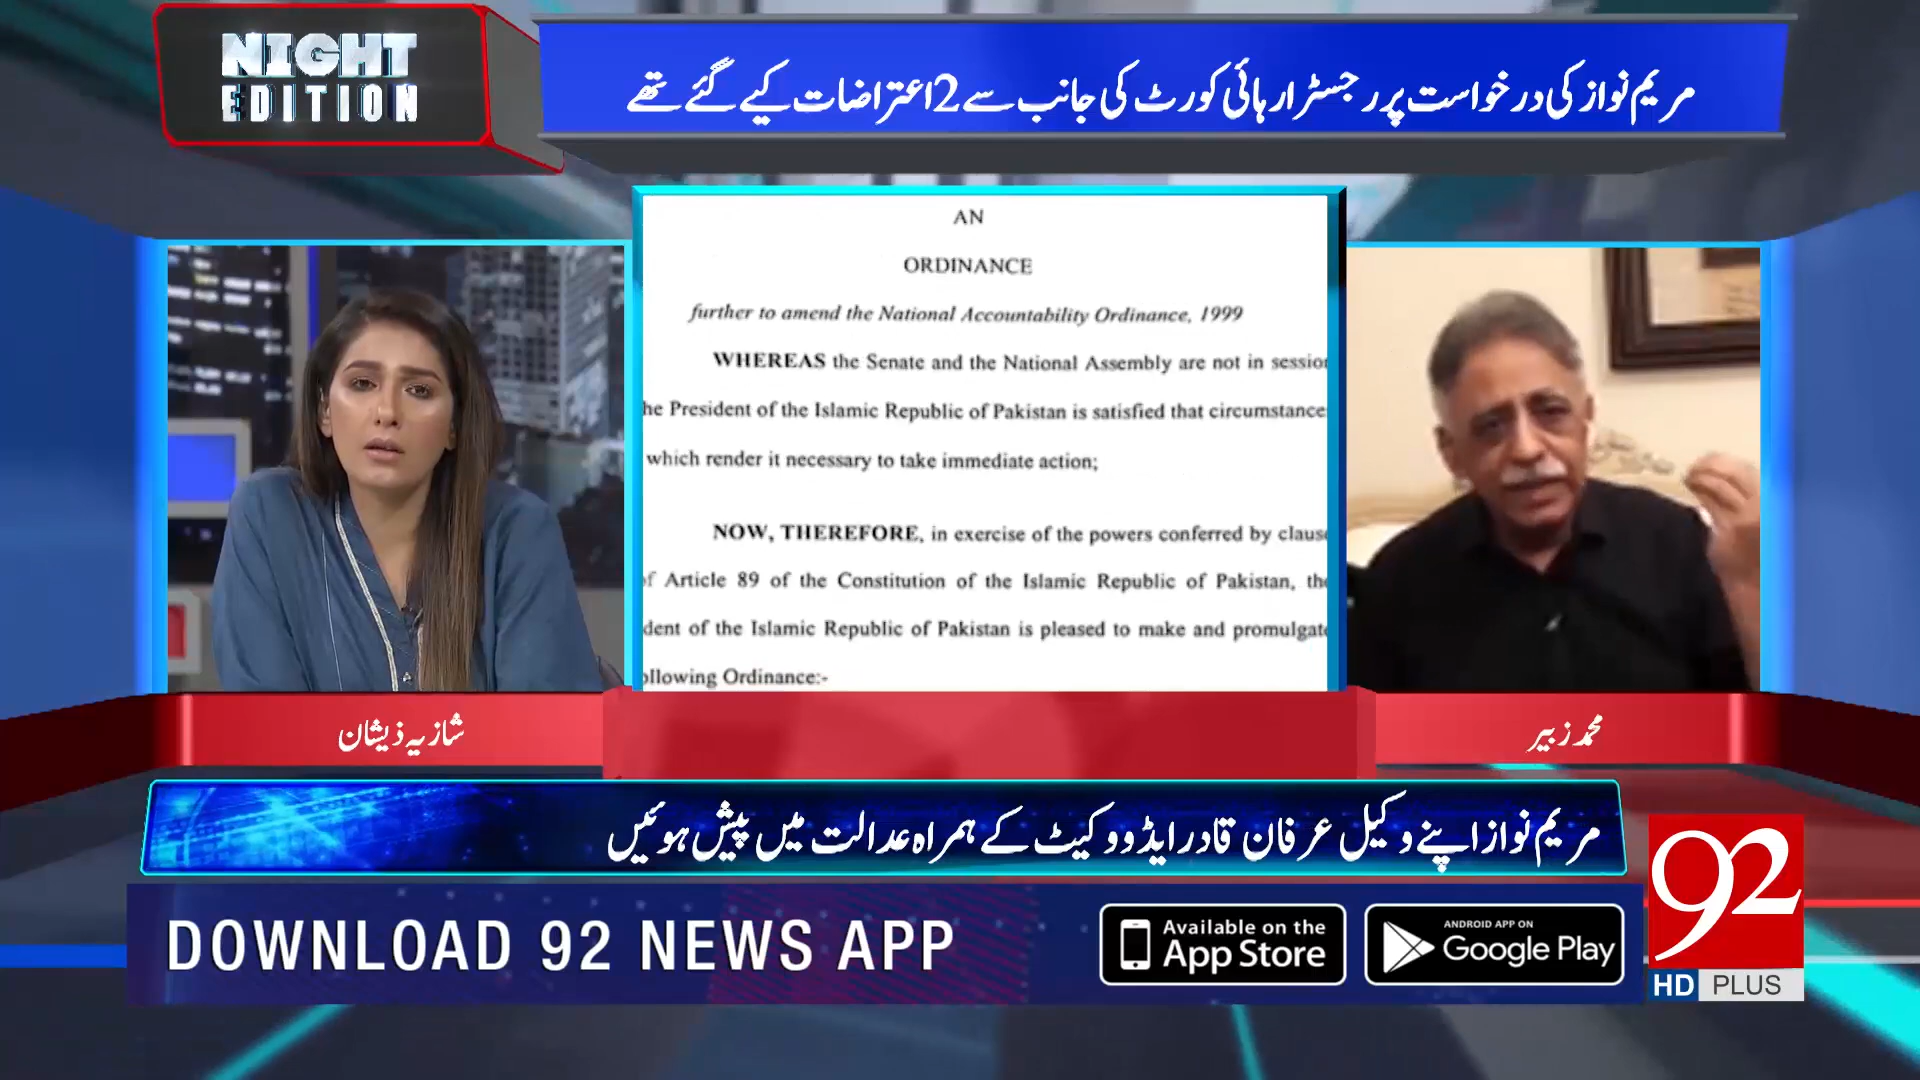 NIGHT
EDITION
مریم نواز کی درخواست پر رجسٹرار ہائی کورٹ کی جانب سے 2 اعتراضات کیے گئے تھے
AN
ORDINANCE
further to amend the National Accountability Ordinance, 1999
WHEREAS the Senate and the National Assembly are not in session
he President of the Islamic Republic of Pakistan is satisfied that circumstance
which render it necessary to take immediate action;
NOW, THEREFORE, in exercise of the powers conferred by clause
of Article 89 of the Constitution of the Islamic Republic of Pakistan, the
dent of the Islamic Republic of Pakistan is pleased to make and promulgate
ollowing Ordinance:-
شازیہ ذیشان
محمد زبیر
مریم نواز اپنے وکیل عرفان قادر ایڈووکیٹ کے ہمراہ عدالت میں پیش ہوئیں
DOWNLOAD 92 NEWS APP
Available on the
App Store
ANDROID APP ON
Google Play
92
HD PLUS